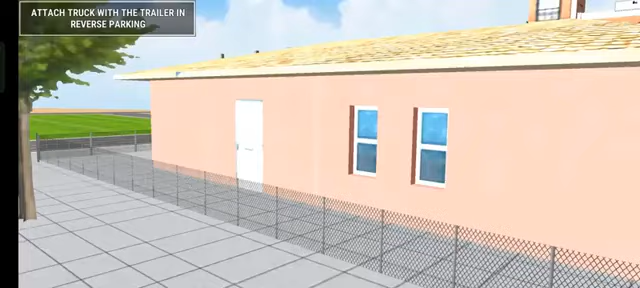 ATTACH TRUCK WITH THE TRAILER IN
REVERSE PARKING